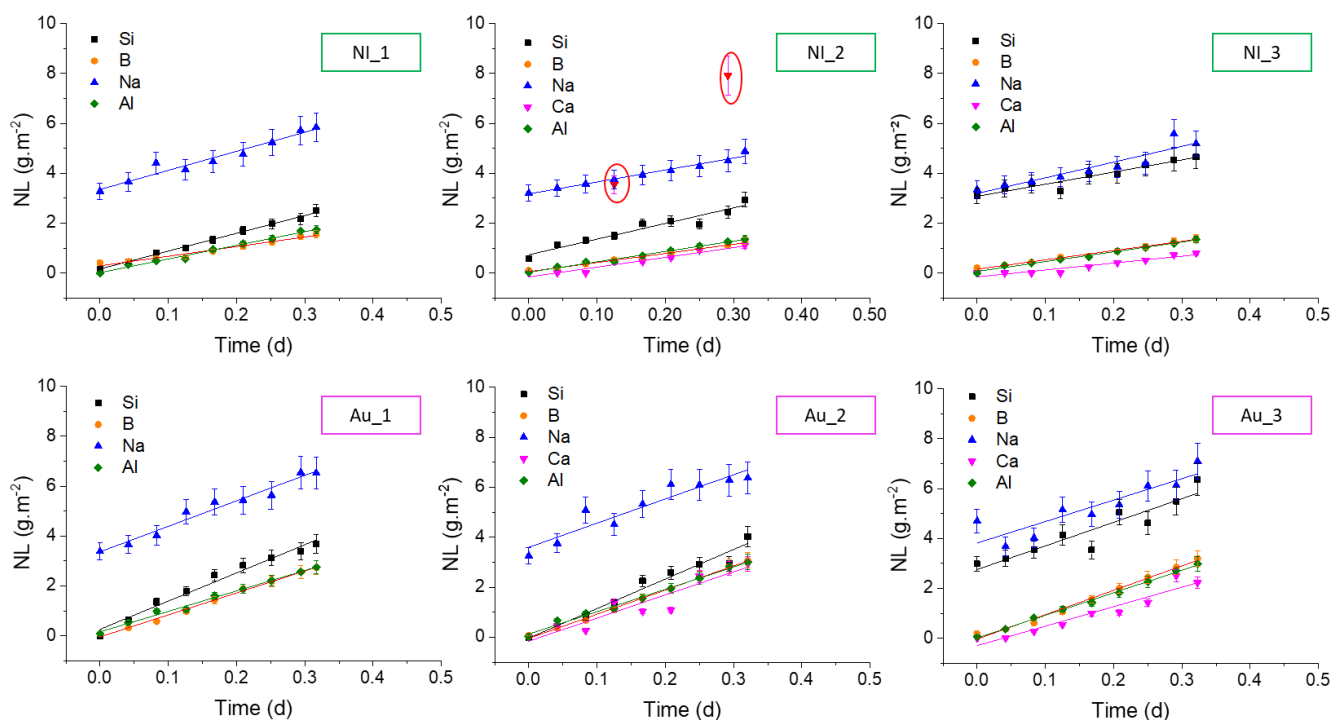 10
8
6
4
2
0
NL (g.m⁻²)
Si
B
Na
Al
NI_1
0.0 0.1 0.2 0.3 0.4 0.5
Time (d)
10
8
6
4
2
0
NL (g.m⁻²)
Si
B
Na
Ca
Al
NI_2
0.00 0.10 0.20 0.30 0.40 0.50
Time (d)
10
8
6
4
2
0
NL (g.m⁻²)
Si
B
Na
Ca
Al
NI_3
0.0 0.1 0.2 0.3 0.4 0.5
Time (d)
10
8
6
4
2
0
NL (g.m⁻²)
Si
B
Na
Al
Au_1
0.0 0.1 0.2 0.3 0.4 0.5
Time (d)
10
8
6
4
2
0
NL (g.m⁻²)
Si
B
Na
Ca
Al
Au_2
0.0 0.1 0.2 0.3 0.4 0.5
Time (d)
10
8
6
4
2
0
NL (g.m⁻²)
Si
B
Na
Ca
Al
Au_3
0.0 0.1 0.2 0.3 0.4 0.5
Time (d)